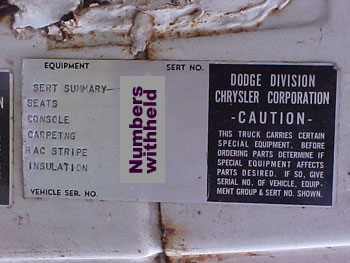 EQUIPMENT SERT NO.
SERT SUMMARY-
SEATS
CONSOLE
CARPETNG
RAC STRIPE
INSULATION
VEHICLE SER. NO.
Numbers
withheld
DODGE DIVISION
CHRYSLER CORPORATION
-CAUTION-
THIS TRUCK CARRIES CERTAIN
SPECIAL EQUIPMENT. BEFORE
ORDERING PARTS DETERMINE IF
SPECIAL EQUIPMENT AFFECTS
PARTS DESIRED. IF SO, GIVE
SERIAL NO. OF VEHICLE, EQUIP-
MENT GROUP & SERT NO. SHOWN.